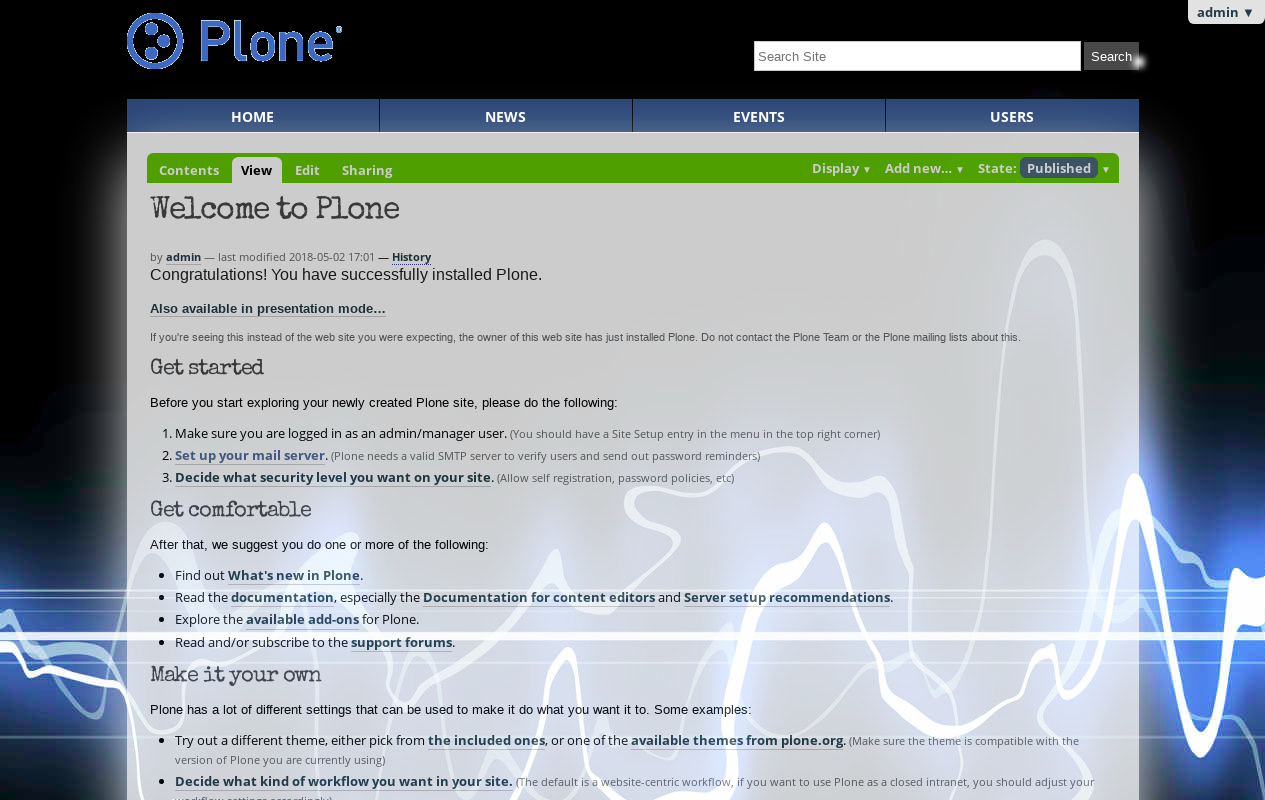 admin ▼
Plone®
Search Site
Search
HOME NEWS EVENTS USERS
Contents View Edit Sharing Display ▼ Add new... ▼ State: Published ▼
Welcome to Plone
by admin — last modified 2018-05-02 17:01 — History
Congratulations! You have successfully installed Plone.
Also available in presentation mode…
If you're seeing this instead of the web site you were expecting, the owner of this web site has just installed Plone. Do not contact the Plone Team or the Plone mailing lists about this.
Get started
Before you start exploring your newly created Plone site, please do the following:
1. Make sure you are logged in as an admin/manager user. (You should have a Site Setup entry in the menu in the top right corner)
2. Set up your mail server. (Plone needs a valid SMTP server to verify users and send out password reminders)
3. Decide what security level you want on your site. (Allow self registration, password policies, etc)
Get comfortable
After that, we suggest you do one or more of the following:
• Find out What's new in Plone.
• Read the documentation, especially the Documentation for content editors and Server setup recommendations.
• Explore the available add-ons for Plone.
• Read and/or subscribe to the support forums.
Make it your own
Plone has a lot of different settings that can be used to make it do what you want it to. Some examples:
• Try out a different theme, either pick from the included ones, or one of the available themes from plone.org. (Make sure the theme is compatible with the
version of Plone you are currently using)
• Decide what kind of workflow you want in your site. (The default is a website-centric workflow, if you want to use Plone as a closed intranet, you should adjust your
workflow settings accordingly)